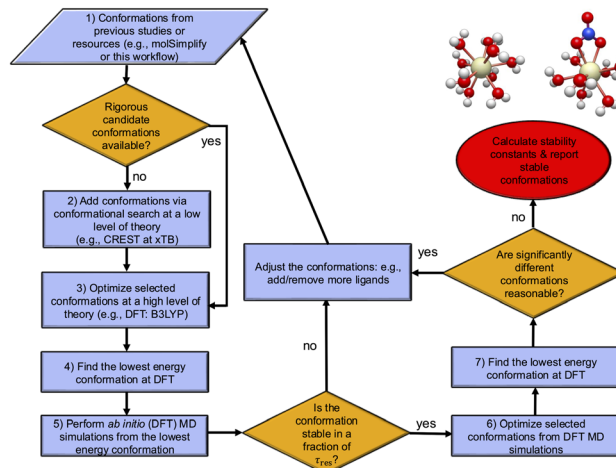 1) Conformations from
previous studies or
resources (e.g., molSimplify
or this workflow)
Rigorous
candidate
conformations
available?
yes
no
2) Add conformations via
conformational search at a low
level of theory
(e.g., CREST at xTB)
3) Optimize selected
conformations at a high level of
theory (e.g., DFT: B3LYP)
4) Find the lowest energy
conformation at DFT
5) Perform ab initio (DFT) MD
simulations from the lowest
energy conformation
Is the
conformation
stable in a
fraction of
τres?
no
Adjust the conformations: e.g.,
add/remove more ligands
yes
6) Optimize selected
conformations from DFT MD
simulations
7) Find the lowest energy
conformation at DFT
Are significantly
different
conformations
reasonable?
yes
no
Calculate stability
constants & report
stable
conformations